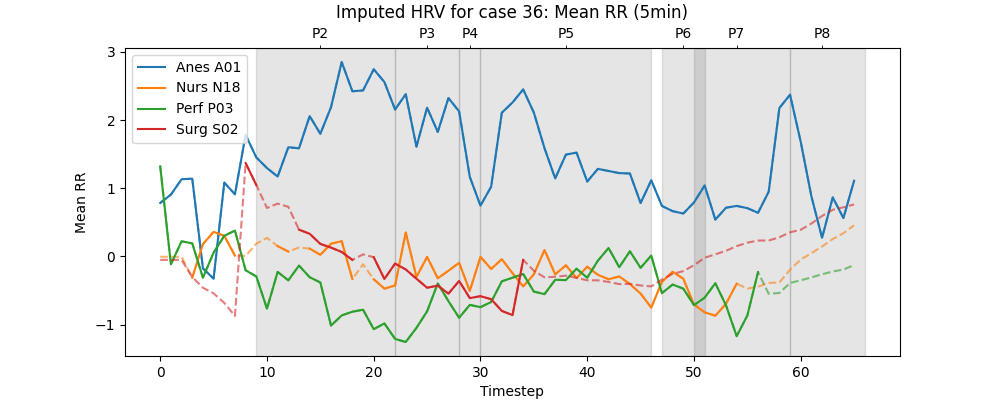 Imputed HRV for case 36: Mean RR (5min)
P2 P3 P4 P5 P6 P7 P8
Anes A01
Nurs N18
Perf P03
Surg S02
Mean RR
3
2
1
0
−1
0 10 20 30 40 50 60
Timestep